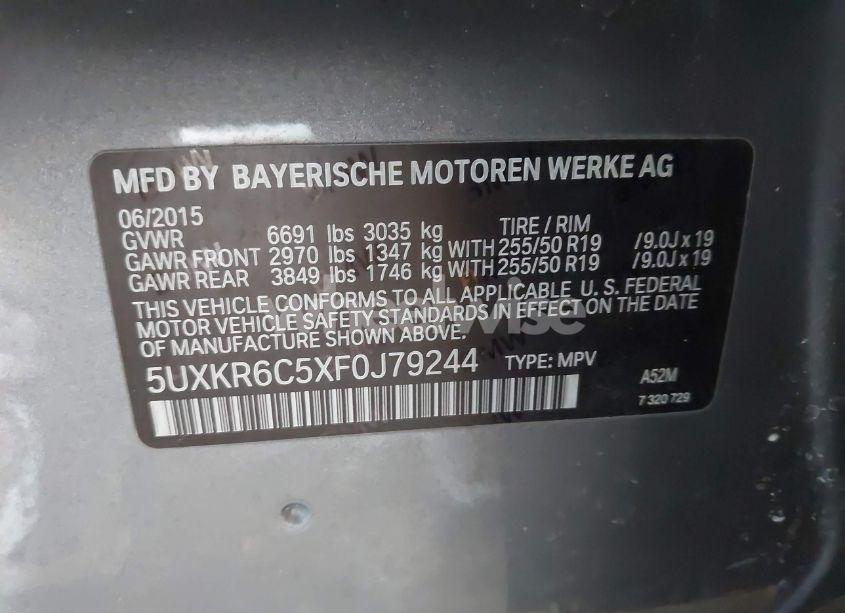 MFD BY BAYERISCHE MOTOREN WERKE AG
06/2015 TIRE / RIM
GVWR 6691 lbs 3035 kg
GAWR FRONT 2970 lbs 1347 kg WITH 255/50 R19 /9.0J x 19
GAWR REAR 3849 lbs 1746 kg WITH 255/50 R19 /9.0J x 19
THIS VEHICLE CONFORMS TO ALL APPLICABLE U. S. FEDERAL
MOTOR VEHICLE SAFETY STANDARDS IN EFFECT ON THE DATE
OF MANUFACTURE SHOWN ABOVE.
5UXKR6C5XF0J79244 TYPE: MPV A52M
7 320 729